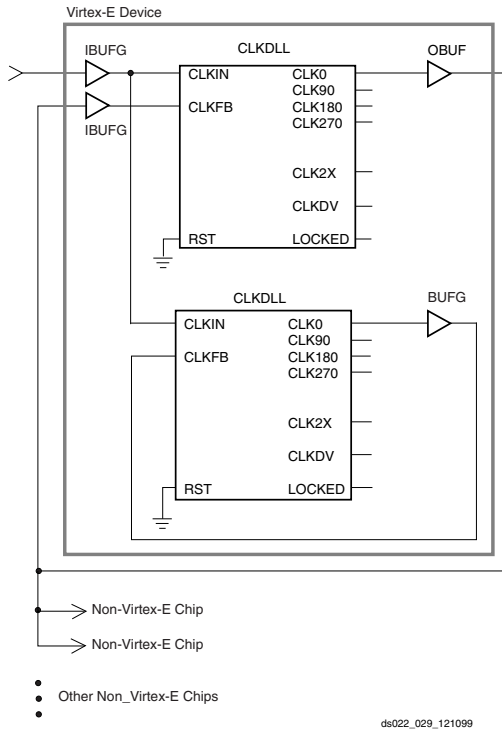 Virtex-E Device
IBUFG
CLKDLL
OBUF
CLKIN
CLK0
CLK90
CLKFB
CLK180
IBUFG
CLK270
CLK2X
CLKDV
RST
LOCKED
CLKDLL
BUFG
CLKIN
CLK0
CLK90
CLKFB
CLK180
CLK270
CLK2X
CLKDV
RST
LOCKED
Non-Virtex-E Chip
Non-Virtex-E Chip
Other Non_Virtex-E Chips
ds022_029_121099